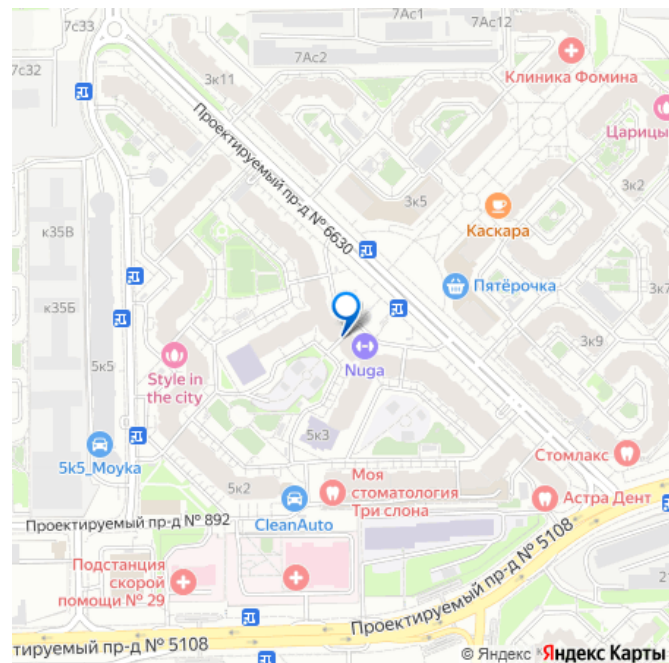 7с33
7Ас1
7Ас12
7Ас2
7с32
3к11
Клиника Фомина
Царицы
Проектируемый пр-д № 6630
3к5
3к2
Каскара
к35В
Пятёрочка
3к7
к35Б
5к5
3к9
Nuga
Style in
the city
5к3
5k5_Moyka
Стомлакс
5к2
Моя
стоматология
Три слона
Астра Дент
CleanAuto
Проектируемый пр-д № 892
Проектируемый пр-д № 5108
Подстанция
скорой
помощи № 29
тируемый пр-д № 5108
© Яндекс
Яндекс Карты